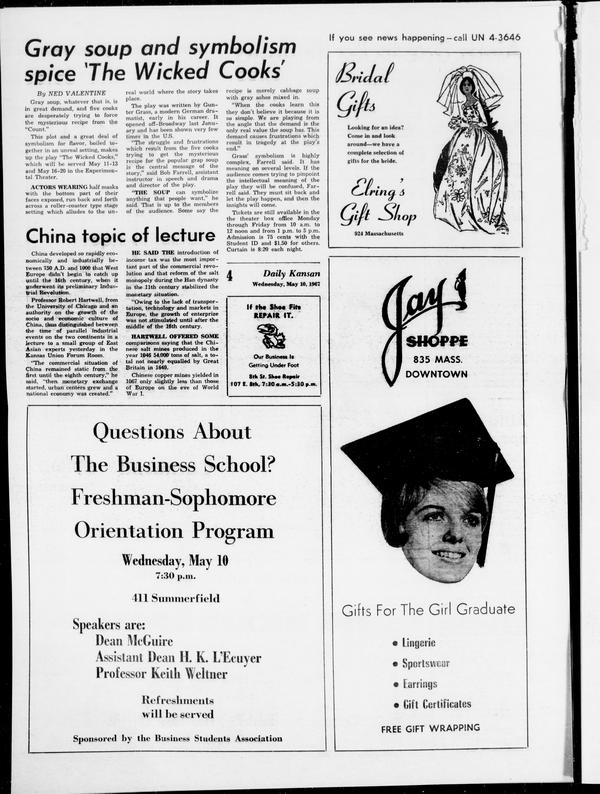 If you see news happening — call UN 4-3646
Gray soup and symbolism
spice 'The Wicked Cooks'
By NED VALENTINE
Gray soup, whatever that is, is
in great demand, and five cooks
are desperately trying to force
the mysterious recipe from the
"Count."
This plot and a great deal of
symbolism for flavor, boiled to-
gether in an unreal setting, makes
up the play "The Wicked Cooks,"
which will be served May 11-13
and May 16-20 in the Experimen-
tal Theater.
ACTORS WEARING half masks
with the bottom part of their
faces exposed, run back and forth
across a roller-coaster type stage
setting which alludes to the un-
real world where the story takes
place.
The play was written by Gun-
ter Grass, a modern German dra-
matist, early in his career. It
opened off-Broadway last Janu-
ary and has been shown very few
times in the U.S.
"The struggle and frustrations
which result from the five cooks
trying to get the mysterious
recipe for the popular grap soup
is the central message of the
story," said Bob Farrell, assistant
instructor in speech and drama
and director of the play.
"THE SOUP can symbolize
anything that people want," he
said. That is up to the members
of the audience. Some say the
recipe is merely cabbage soup
with gray ashes mixed in.
"When the cooks learn this
they don't believe it because it is
so simple. We are playing from
the angle that the demand is the
only real value the soup has. This
demand causes frustrations which
result in tragedy at the play's
end."
Grass' symbolism is highly
complex, Farrell said. It has
meaning on several levels. If the
audience comes trying to pinpoint
the intellectual meaning of the
play they will be confused, Far-
rell said. They must sit back and
let the play happen, and then the
insights will come.
Tickets are still available in the
the theater box office Monday
through Friday from 10 a.m. to
12 noon and from 1 p.m. to 5 p.m.
Admission is 75 cents with the
Student ID and $1.50 for others.
Curtain is 8:20 each night.
China topic of lecture
China developed so rapidly eco-
nomically and industrially be-
tween 750 A.D. and 1000 that West
Europe didn't begin to catch up
until the 16th century, when it
underwent its preliminary Indus-
trial Revolution.
Professor Robert Hartwell, from
the University of Chicago and an
authority on the growth of the
socio and economic culture of
China, thus distinguished between
the time of parallel industrial
events on the two continents in a
lecture to a small group of East
Asian experts yesterday in the
Kansas Union Forum Room.
"The commercial situation of
China remained static from the
first until the eighth century," he
said, "then monetary exchange
started, urban centers grew and a
national economy was created."
HE SAID THE introduction of
income tax was the most impor-
tant part of the commercial revo-
lution and that reform of the salt
monopoly during the Han dynasty
in the 11th century stabilized the
monetary situation.
"Owing to the lack of transpor-
tation, technology and markets in
Europe, the growth of enterprize
was not stimulated until after the
middle of the 18th century.
HARTWELL OFFERED SOME
comparisons saying that the Chi-
nese salt mines produced in the
year 1046 54,000 tons of salt, a to-
tal not nearly equalled by Great
Britain in 1640.
Chinese copper mines yielded in
1067 only slightly less than those
of Europe on the eve of World
War I.
4 Daily Kansan
Wednesday, May 10, 1967
If the Shoe Fits
REPAIR IT.
Our Business Is
Getting Under Foot
8th St. Shoe Repair
107 E. 8th, 7:30 a.m.-5:30 p.m.
Questions About
The Business School?
Freshman-Sophomore
Orientation Program
Wednesday, May 10
7:30 p.m.
411 Summerfield
Speakers are:
Dean McGuire
Assistant Dean H. K. L'Ecuyer
Professor Keith Weltner
Refreshments
will be served
Sponsored by the Business Students Association
Bridal
Gifts
Looking for an idea?
Come in and look
around—we have a
complete selection of
gifts for the bride.
Elring's
Gift Shop
924 Massachusetts
Jay
SHOPPE
835 MASS.
DOWNTOWN
Gifts For The Girl Graduate
• Lingerie
• Sportswear
• Earrings
• Gift Certificates
FREE GIFT WRAPPING